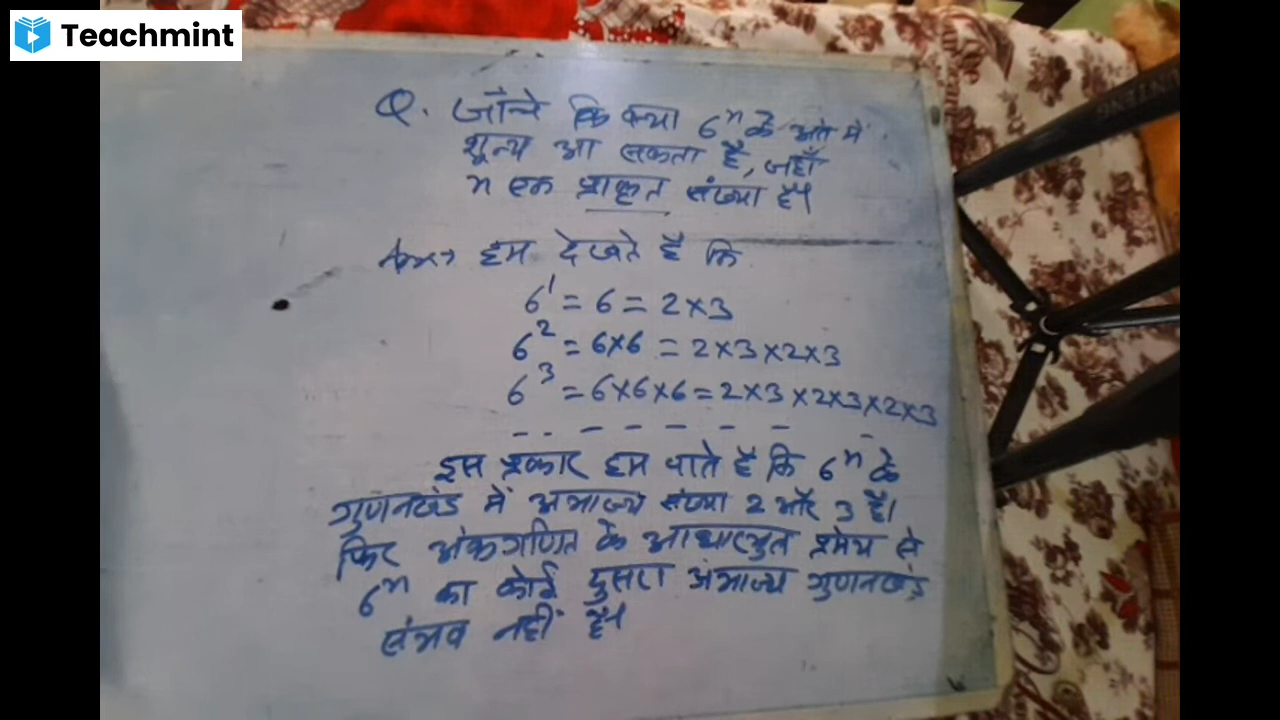 Teachmint
Q. जाँचे कि क्या 6ⁿ के अंत में
शून्य आ सकता है, जहाँ
n एक प्राकृत संख्या है।
Ans→ हम देखते है कि
6¹ = 6 = 2×3
6² = 6×6 = 2×3×2×3
6³ = 6×6×6 = 2×3×2×3×2×3
इस प्रकार हम पाते है कि 6ⁿ के
गुणनखंड में अभाज्य संख्या 2 और 3 है।
फिर अंकगणित के आधारभुत प्रमेय से
6ⁿ का कोई दुसरा अभाज्य गुणनखंड
संभव नहीं है।